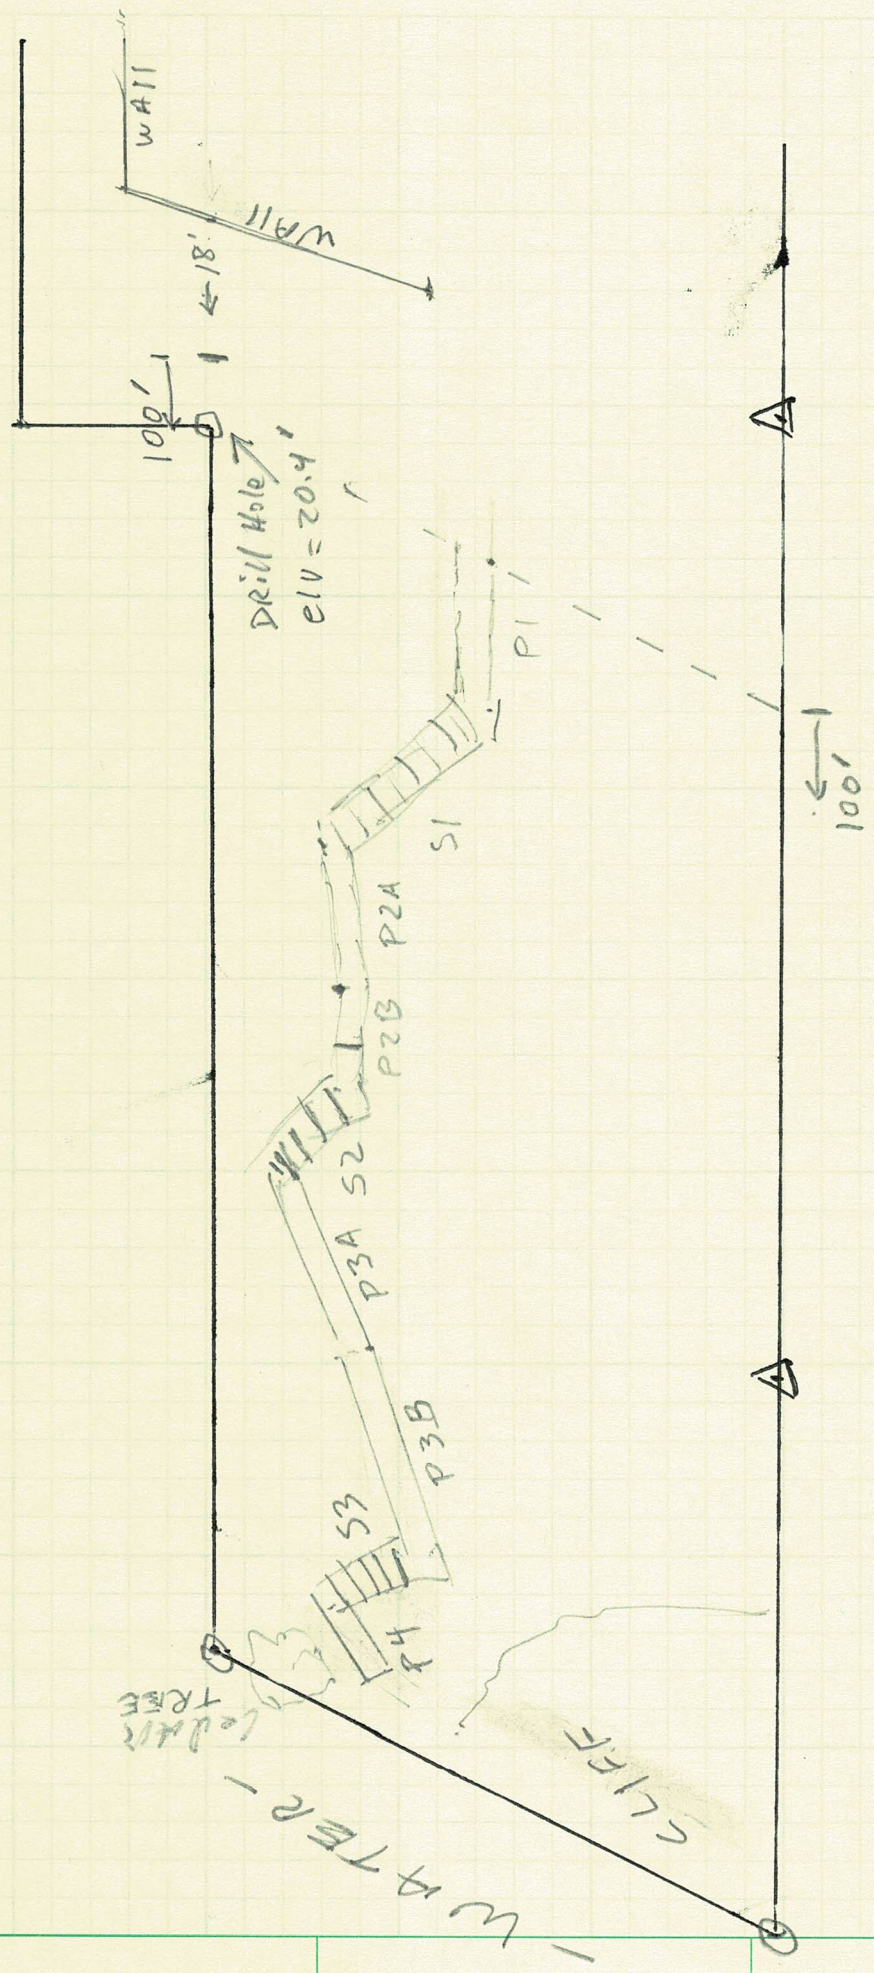 WAll
WAll
←18'
100'
DRill Hole
elv = 20.4'
P1
S1
P2A
P2B
S2
P3A
P3B
S3
P4
CedAR
TREE
WATER
CLIFF
100'